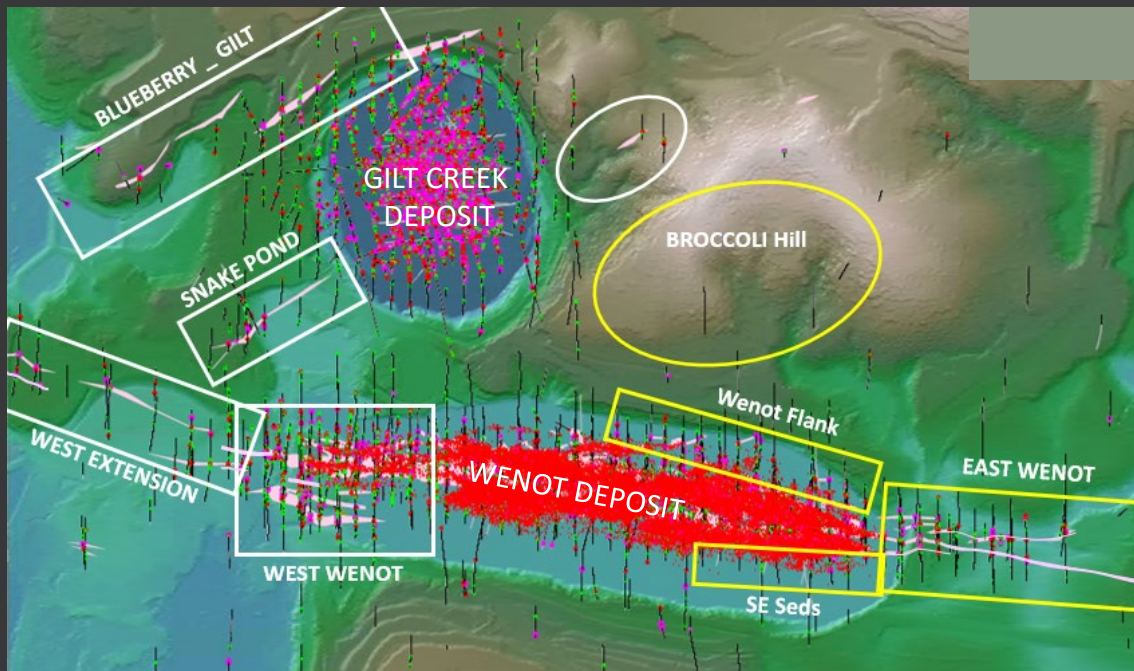 BLUEBERRY _GILT
GILT CREEK
DEPOSIT
BROCCOLI Hill
SNAKE POND
Wenot Flank
WEST EXTENSION
WENOT DEPOSIT
EAST WENOT
WEST WENOT
SE Seds